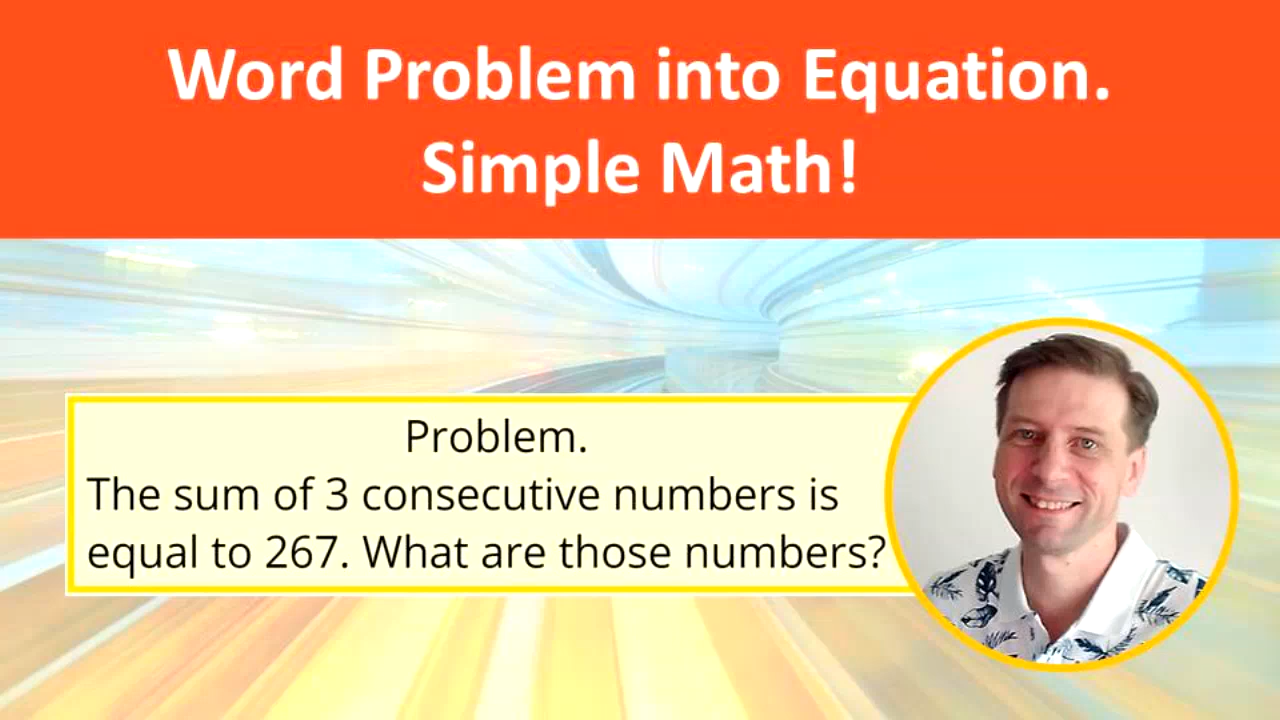 Word Problem into Equation.
Simple Math!
Problem.
The sum of 3 consecutive numbers is
equal to 267. What are those numbers?